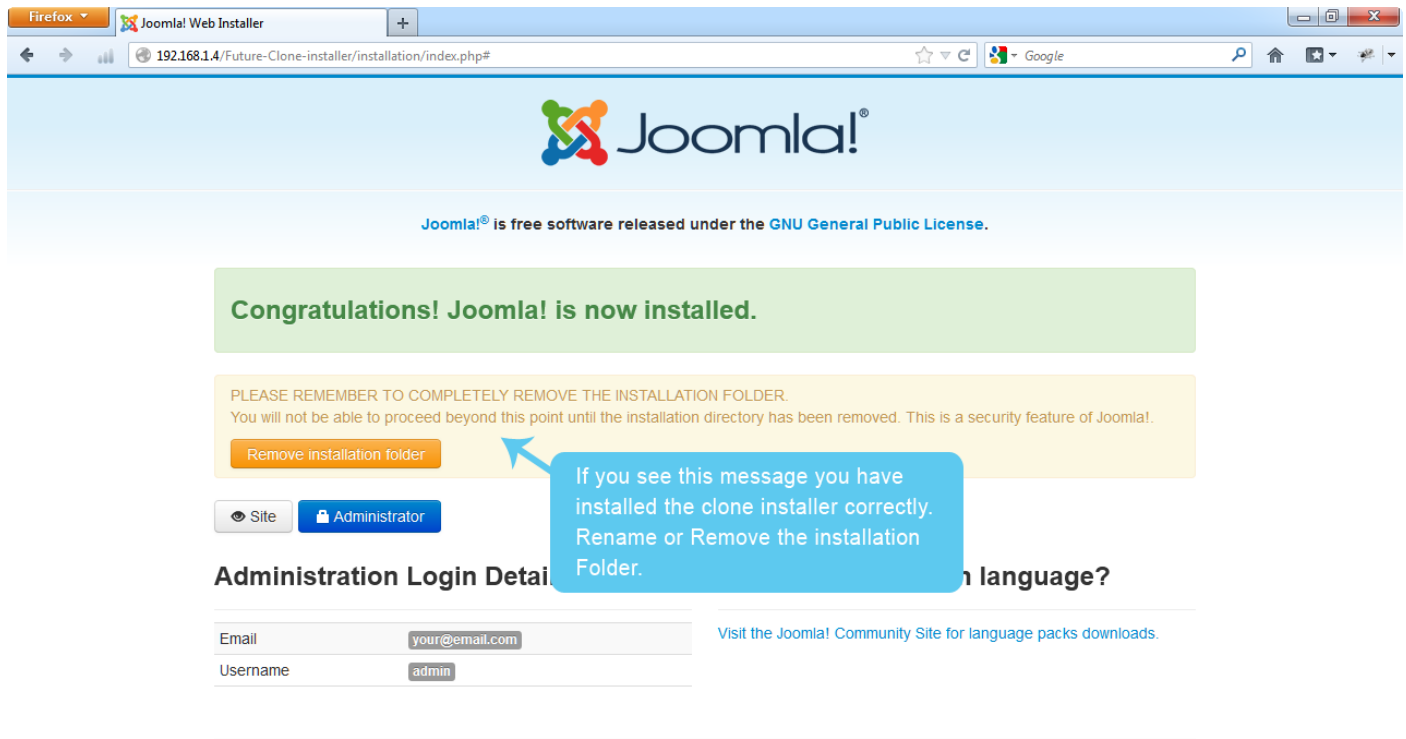 Firefox
Joomla! Web Installer
192.168.1.4/Future-Clone-installer/installation/index.php#
Google
Joomla!®
Joomla!® is free software released under the GNU General Public License.
Congratulations! Joomla! is now installed.
PLEASE REMEMBER TO COMPLETELY REMOVE THE INSTALLATION FOLDER.
You will not be able to proceed beyond this point until the installation directory has been removed. This is a security feature of Joomla!.
Remove installation folder
If you see this message you have
installed the clone installer correctly.
Rename or Remove the installation
Folder.
Site
Administrator
Administration Login
language?
Email your@email.com
Username admin
Visit the Joomla! Community Site for language packs downloads.